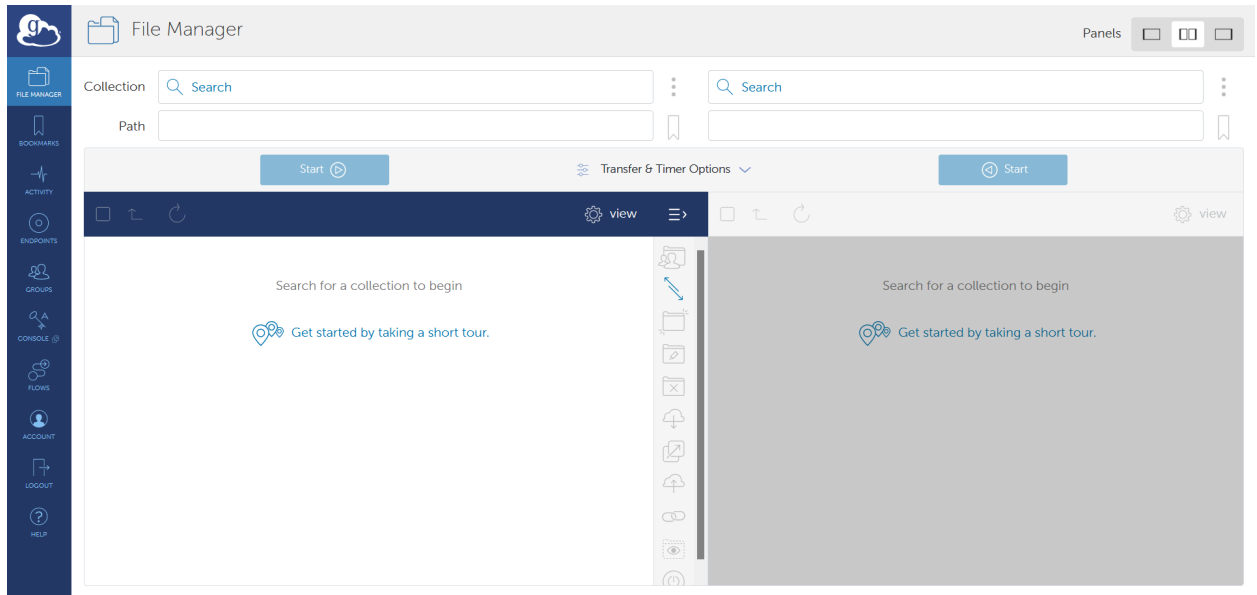 g
File Manager
Panels
FILE MANAGER
BOOKMARKS
ACTIVITY
ENDPOINTS
GROUPS
CONSOLE
FLOWS
ACCOUNT
LOGOUT
HELP
Collection
Search
Search
Path
Start
Transfer & Timer Options
Start
view
view
Search for a collection to begin
Get started by taking a short tour.
Search for a collection to begin
Get started by taking a short tour.